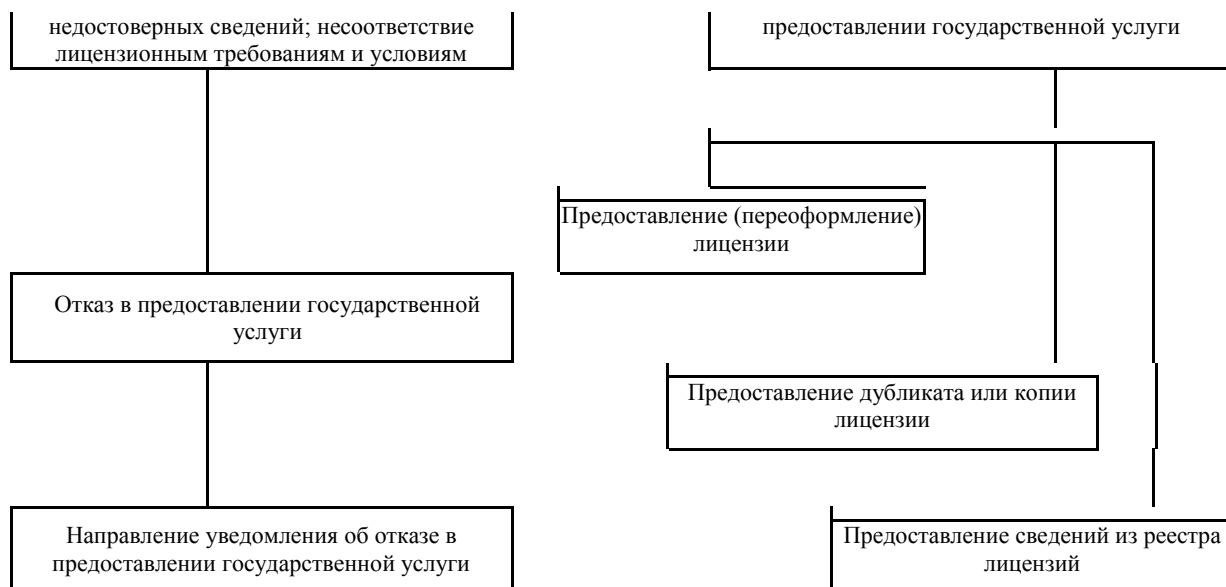 недостоверных сведений; несоответствие
лицензионным требованиям и условиям
предоставлении государственной услуги
Предоставление (переоформление)
лицензии
Отказ в предоставлении государственной
услуги
Предоставление дубликата или копии
лицензии
Направление уведомления об отказе в
предоставлении государственной услуги
Предоставление сведений из реестра
лицензий